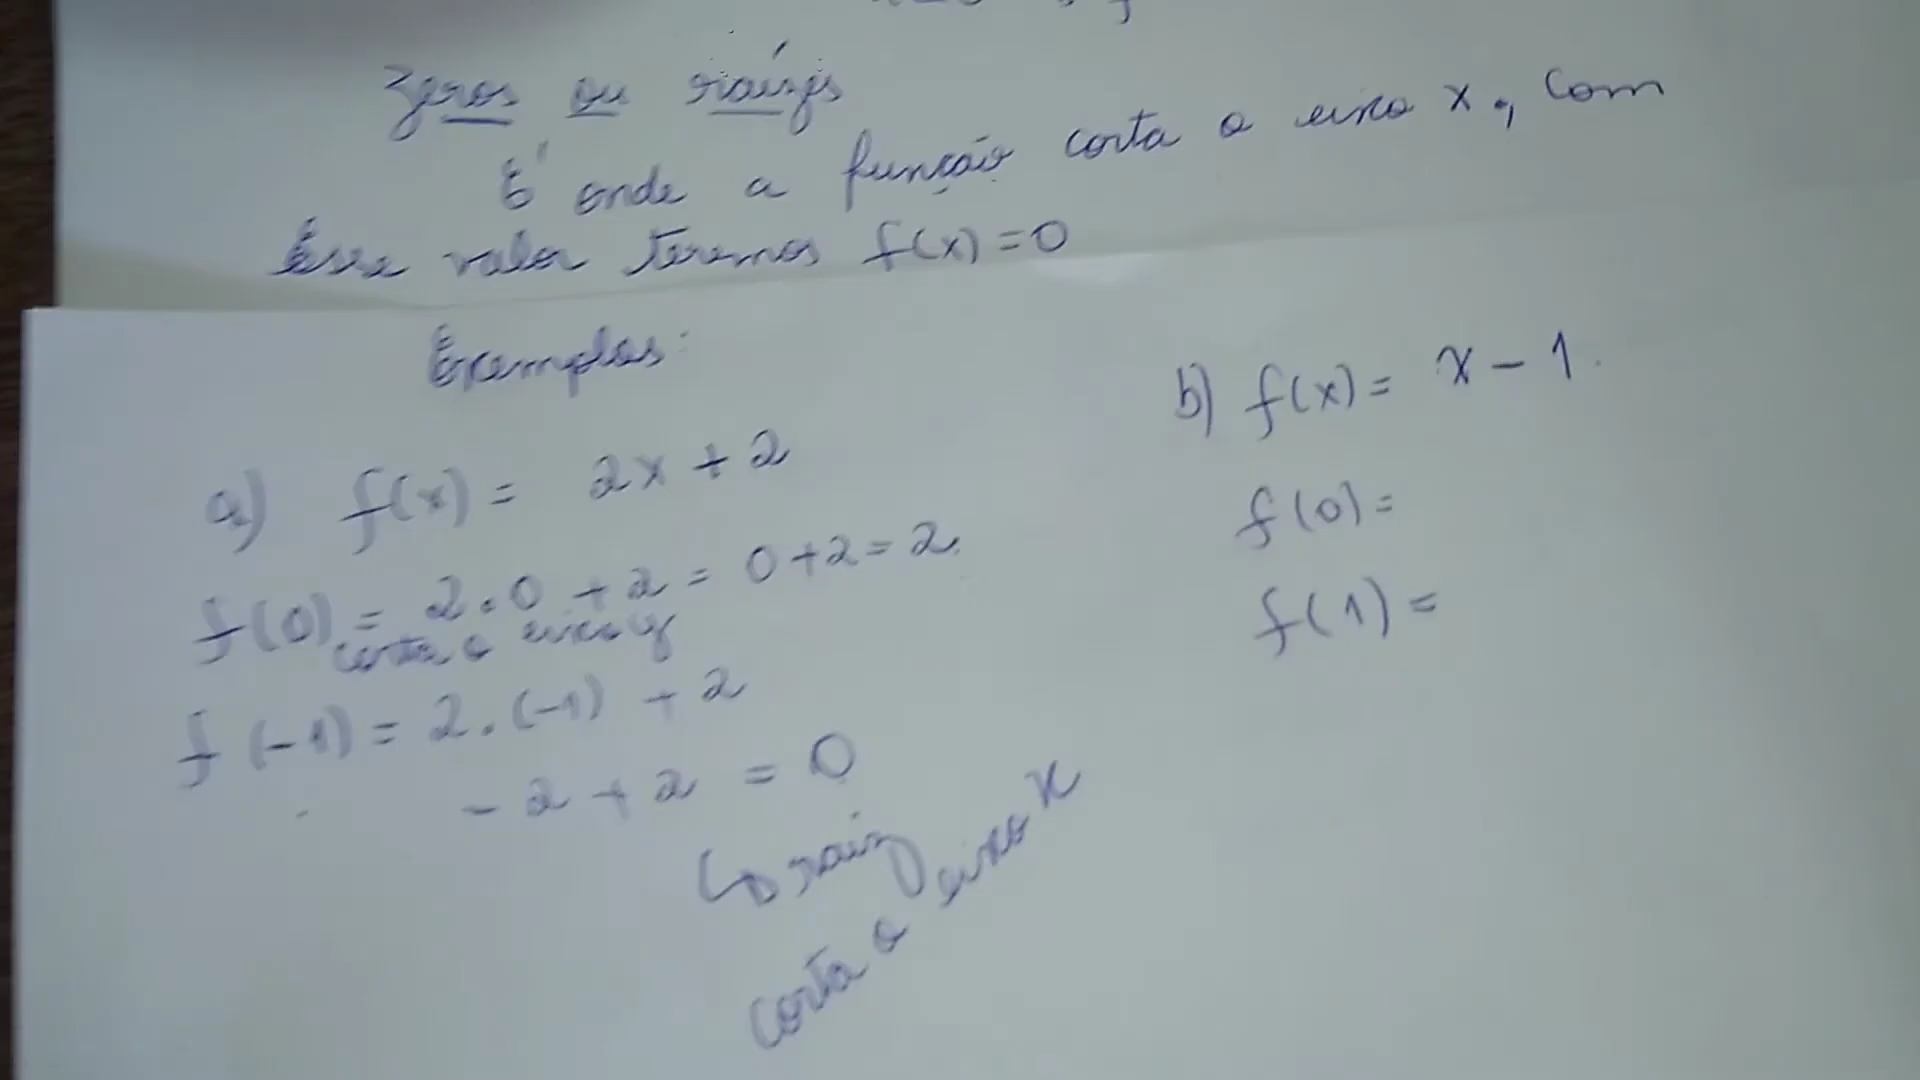 Zeros ou raízes
É onde a função corta o eixo x, com
Esse valor teremos f(x)=0
Exemplos:
a) f(x) = 2x + 2
f(0) = 2.0 + 2 = 0+2=2.
corta o eixo y
f(-1) = 2.(-1) + 2
-2 + 2 = 0
↳ raiz
corta o eixo x
b) f(x) = x - 1.
f(0) =
f(1) =